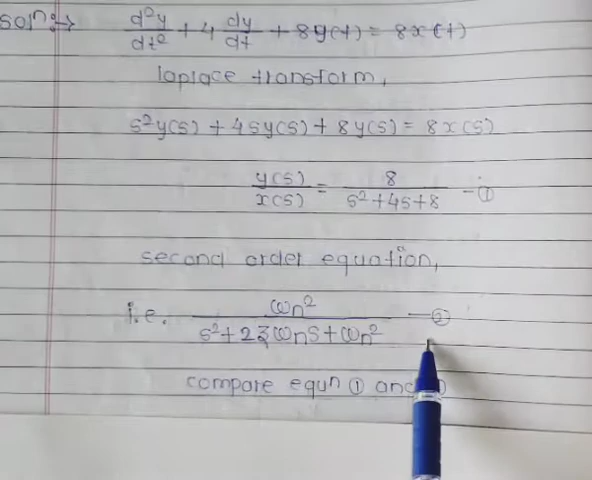 Soln:→ d²y/dt² + 4 dy/dt + 8y(t) = 8x(t)
laplace transform,
s²y(s) + 4sy(s) + 8y(s) = 8x(s)
y(s)/x(s) = 8/s²+4s+8 —①
second order equation,
i.e. ωn²/s²+2ξωns+ωn² —②
compare equn ① and